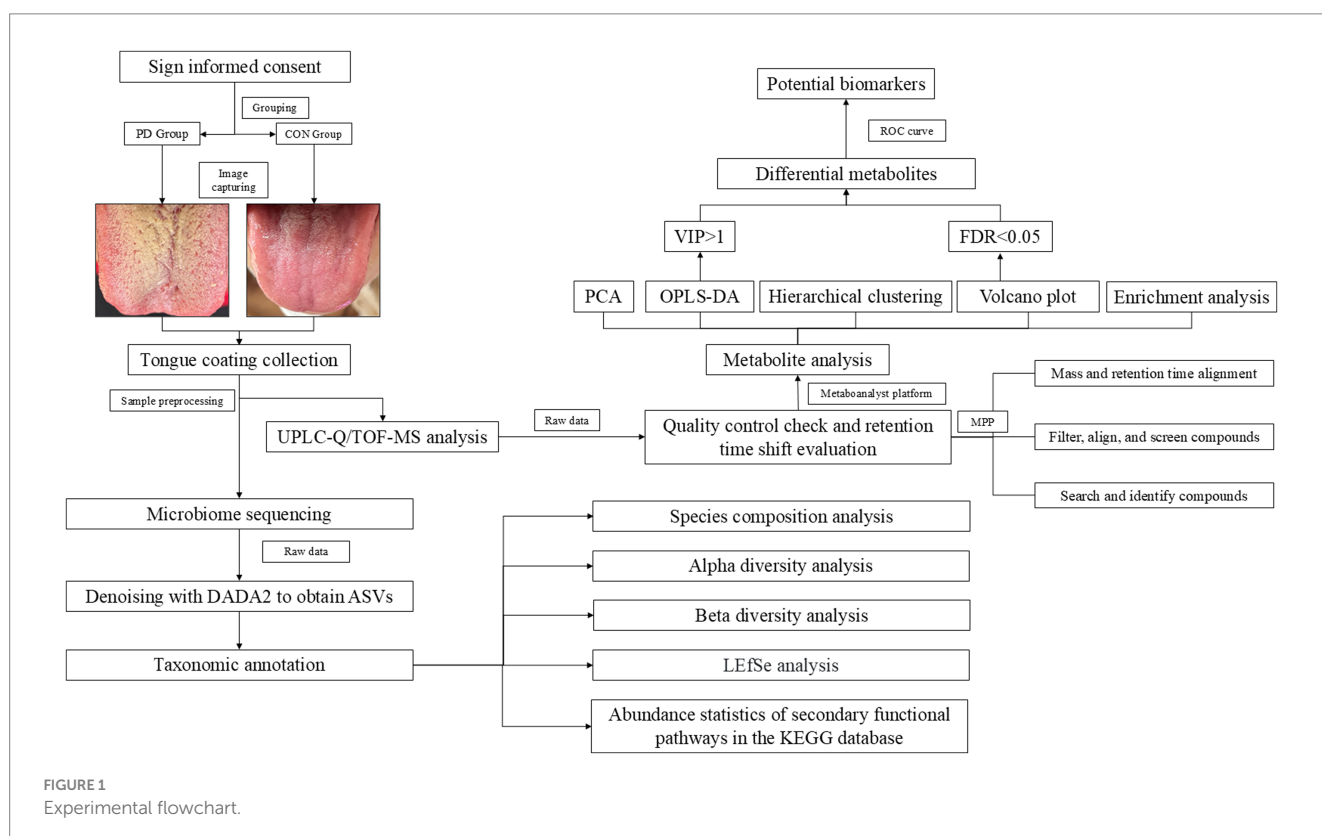 Sign informed consent
Grouping
PD Group
CON Group
Image
capturing
Tongue coating collection
Sample preprocessing
UPLC-Q/TOF-MS analysis
Raw data
Microbiome sequencing
Raw data
Denoising with DADA2 to obtain ASVs
Taxonomic annotation
Potential biomarkers
ROC curve
Differential metabolites
VIP>1
FDR<0.05
PCA
OPLS-DA
Hierarchical clustering
Volcano plot
Enrichment analysis
Metabolite analysis
Metaboanalyst platform
Quality control check and retention
time shift evaluation
MPP
Mass and retention time alignment
Filter, align, and screen compounds
Search and identify compounds
Species composition analysis
Alpha diversity analysis
Beta diversity analysis
LEfSe analysis
Abundance statistics of secondary functional
pathways in the KEGG database
FIGURE 1
Experimental flowchart.